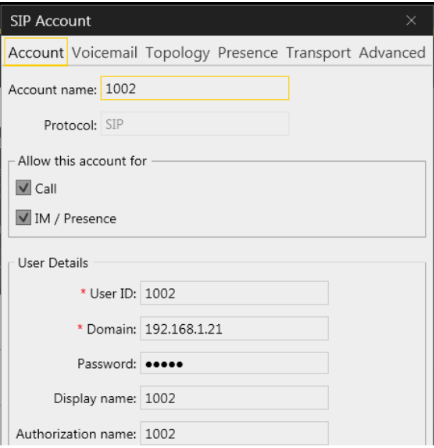 SIP Account
Account Voicemail Topology Presence Transport Advanced
Account name: 1002
Protocol: SIP
Allow this account for
Call
IM / Presence
User Details
* User ID: 1002
* Domain: 192.168.1.21
Password: ●●●●●
Display name: 1002
Authorization name: 1002